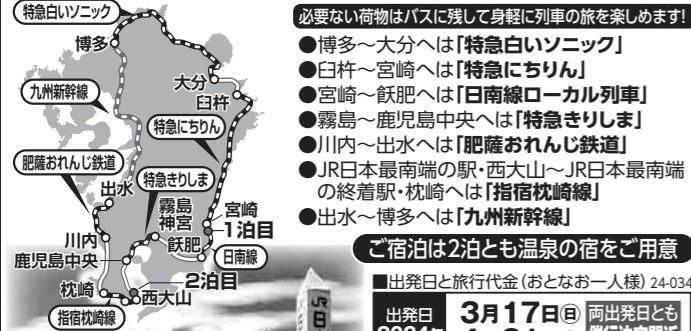 特急白いソニック
博多
大分
臼杵
九州新幹線
特急にちりん
肥薩おれんじ鉄道
特急きりしま
出水
霧島神宮
宮崎
1泊目
川内
飫肥
鹿児島中央
日南線
枕崎
2泊目
西大山
指宿枕崎線
必要ない荷物はバスに残して身軽に列車の旅を楽しめます!
●博多～大分へは「特急白いソニック」
●臼杵～宮崎へは「特急にちりん」
●宮崎～飫肥へは「日南線ローカル列車」
●霧島～鹿児島中央へは「特急きりしま」
●川内～出水へは「肥薩おれんじ鉄道」
●JR日本最南端の駅・西大山～JR日本最南端
の終着駅・枕崎へは「指宿枕崎線」
●出水～博多へは「九州新幹線」
ご宿泊は2泊とも温泉の宿をご用意
■出発日と旅行代金(おとなお一人様) 24-034
出発日 3月17日㊐ 両出発日とも
JR日